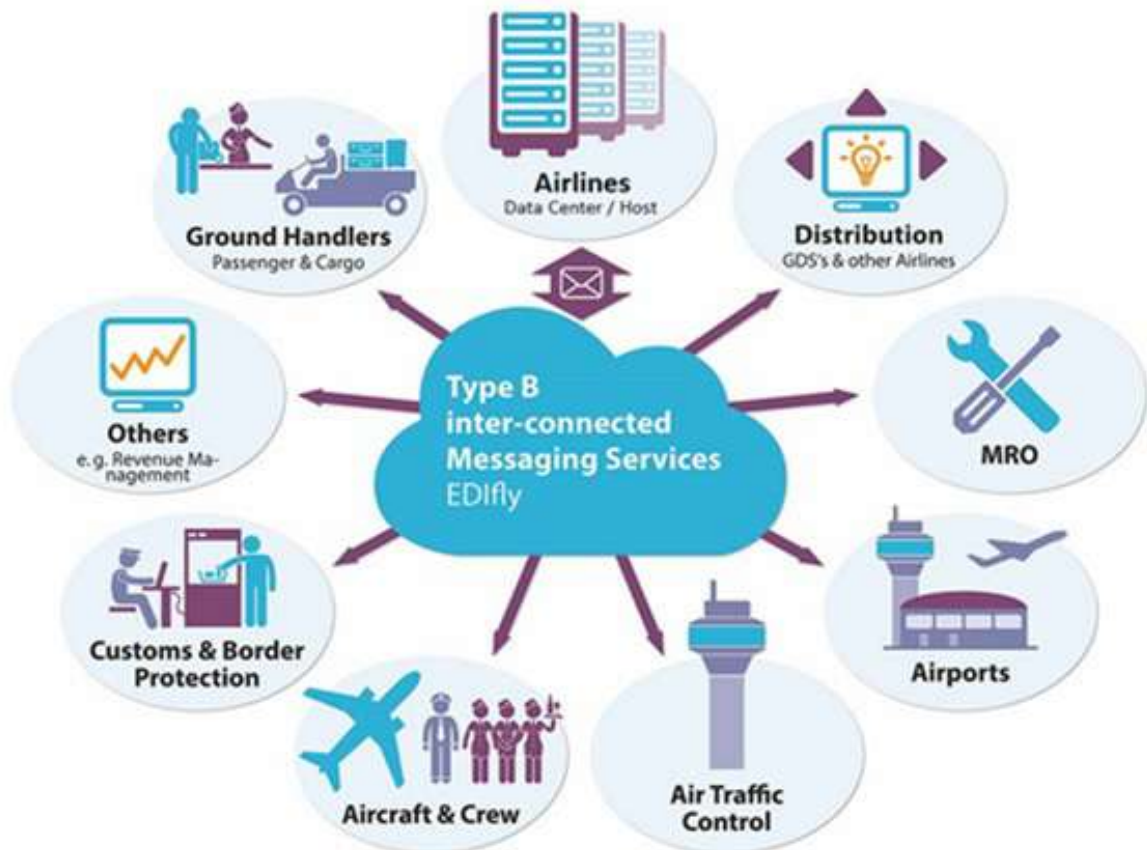 Airlines
Data Center / Host
Ground Handlers
Passenger & Cargo
Distribution
GDS's & other Airlines
Others
e. g. Revenue Ma-
nagement
Type B
inter-connected
Messaging Services
EDIfly
MRO
Customs & Border
Protection
Airports
Aircraft & Crew
Air Traffic
Control